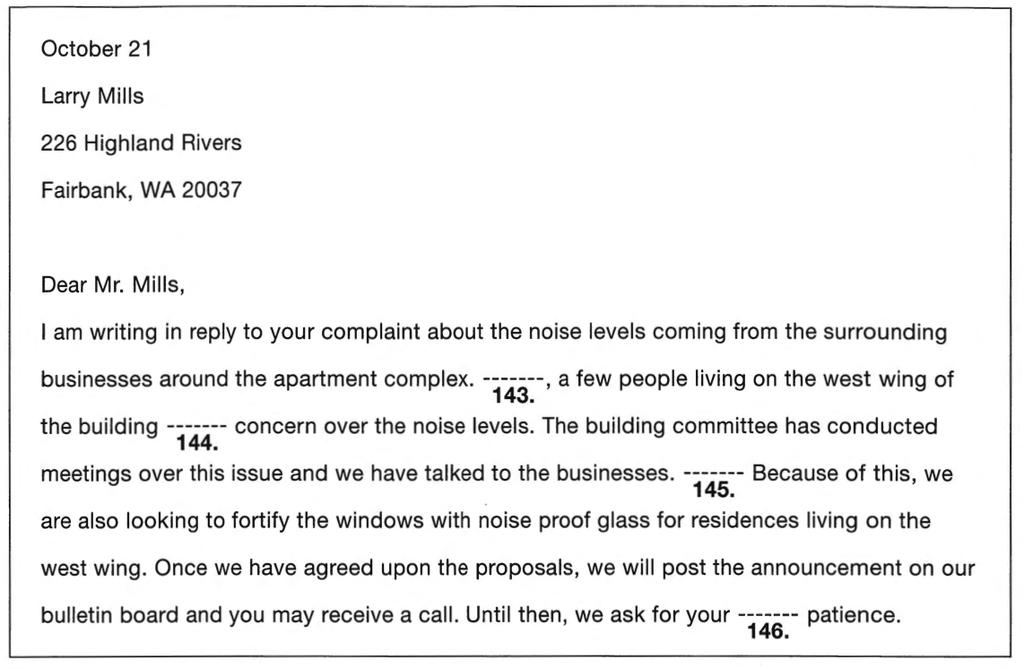 October 21
Larry Mills
226 Highland Rivers
Fairbank, WA 20037
Dear Mr. Mills,
I am writing in reply to your complaint about the noise levels coming from the surrounding
businesses around the apartment complex. -------, a few people living on the west wing of
143.
the building ------- concern over the noise levels. The building committee has conducted
144.
meetings over this issue and we have talked to the businesses. ------- Because of this, we
145.
are also looking to fortify the windows with noise proof glass for residences living on the
west wing. Once we have agreed upon the proposals, we will post the announcement on our
bulletin board and you may receive a call. Until then, we ask for your ------- patience.
146.